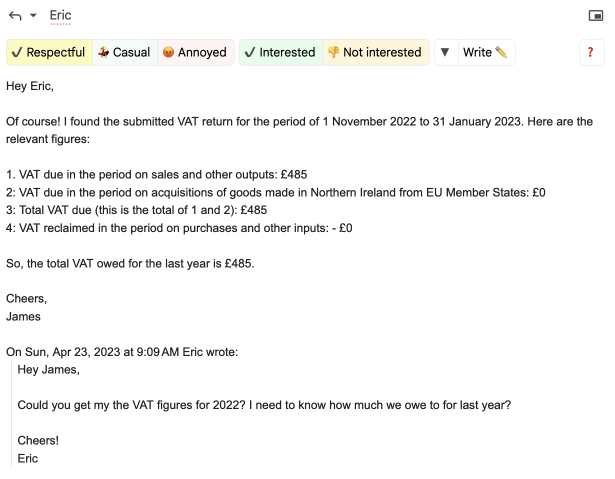 Eric
Respectful Casual Annoyed Interested Not interested Write ?
Hey Eric,
Of course! I found the submitted VAT return for the period of 1 November 2022 to 31 January 2023. Here are the
relevant figures:
1. VAT due in the period on sales and other outputs: £485
2: VAT due in the period on acquisitions of goods made in Northern Ireland from EU Member States: £0
3: Total VAT due (this is the total of 1 and 2): £485
4: VAT reclaimed in the period on purchases and other inputs: - £0
So, the total VAT owed for the last year is £485.
Cheers,
James
On Sun, Apr 23, 2023 at 9:09 AM Eric wrote:
Hey James,
Could you get my the VAT figures for 2022? I need to know how much we owe to for last year?
Cheers!
Eric